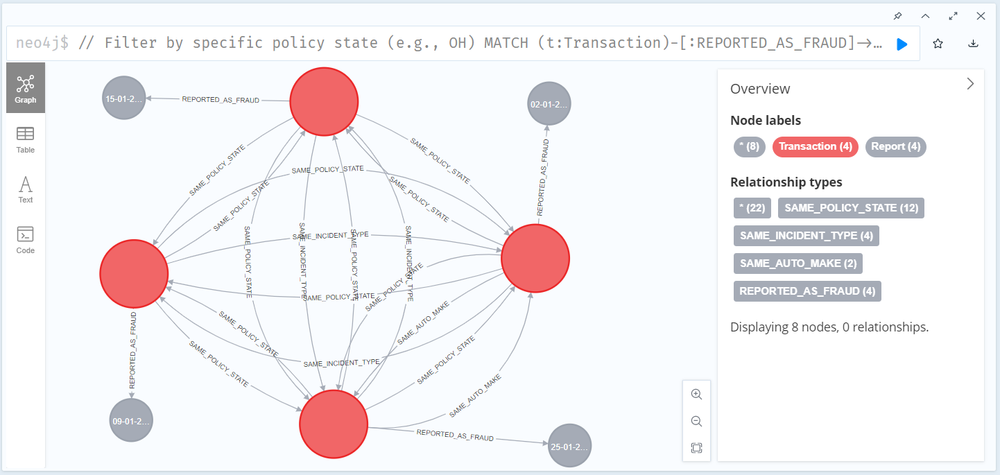 neo4j$ // Filter by specific policy state (e.g., OH) MATCH (t:Transaction)-[:REPORTED_AS_FRAUD]->…
Graph
Table
Text
Code
15-01-2...
REPORTED_AS_FRAUD
02-01-2...
REPORTED_AS_FRAUD
SAME_POLICY_STATE
SAME_POLICY_STATE
SAME_POLICY_STATE
SAME_POLICY_STATE
SAME_POLICY_STATE
SAME_POLICY_STATE
SAME_INCIDENT_TYPE
SAME_POLICY_STATE
SAME_INCIDENT_TYPE
SAME_INCIDENT_TYPE
SAME_POLICY_STATE
SAME_POLICY_STATE
SAME_POLICY_STATE
SAME_AUTO_MAKE
SAME_POLICY_STATE
SAME_POLICY_STATE
SAME_INCIDENT_TYPE
SAME_POLICY_STATE
SAME_AUTO_MAKE
REPORTED_AS_FRAUD
09-01-2...
REPORTED_AS_FRAUD
25-01-2...
Overview
Node labels
* (8) Transaction (4) Report (4)
Relationship types
* (22) SAME_POLICY_STATE (12)
SAME_INCIDENT_TYPE (4)
SAME_AUTO_MAKE (2)
REPORTED_AS_FRAUD (4)
Displaying 8 nodes, 0 relationships.